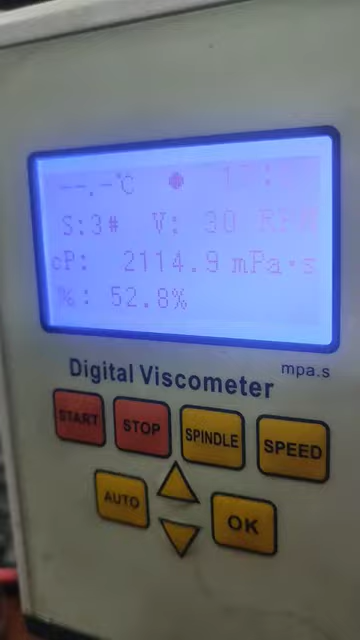 --.-°C
S:3# V: 30 RPM
cP: 2114.9 mPa·s
%: 52.8%
Digital Viscometer
mpa.s
START STOP SPINDLE SPEED
AUTO OK